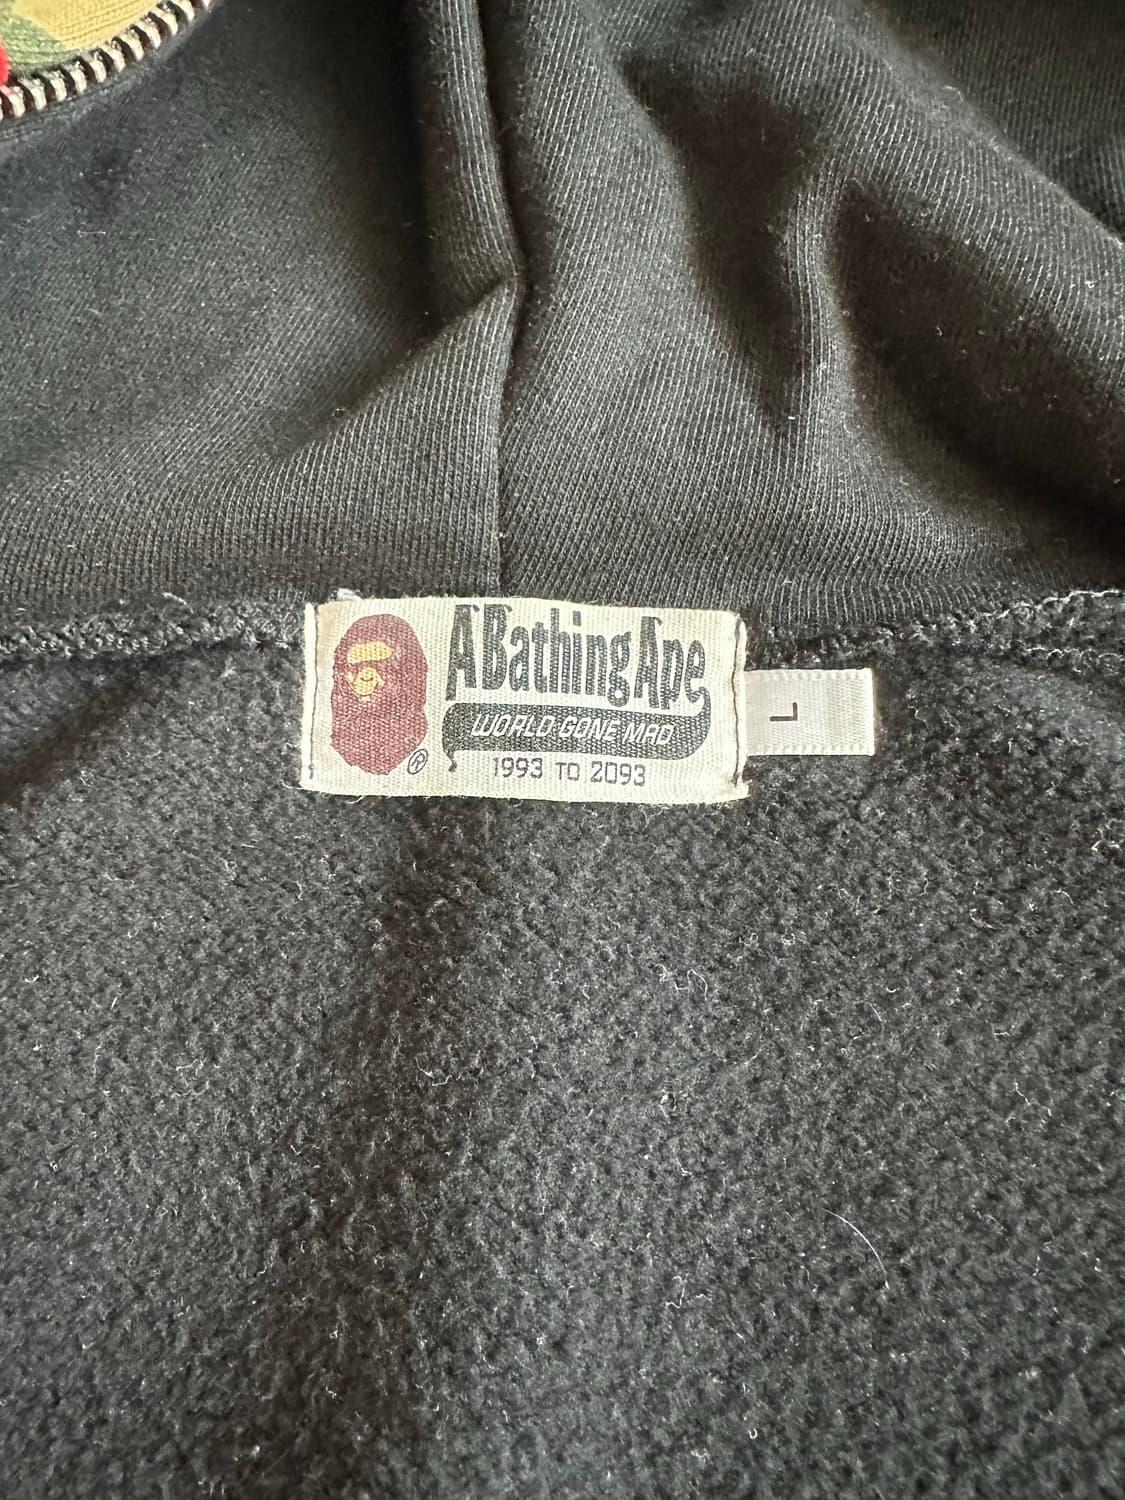 A Bathing Ape
WORLD GONE MAD
1993 TO 2093
®
L